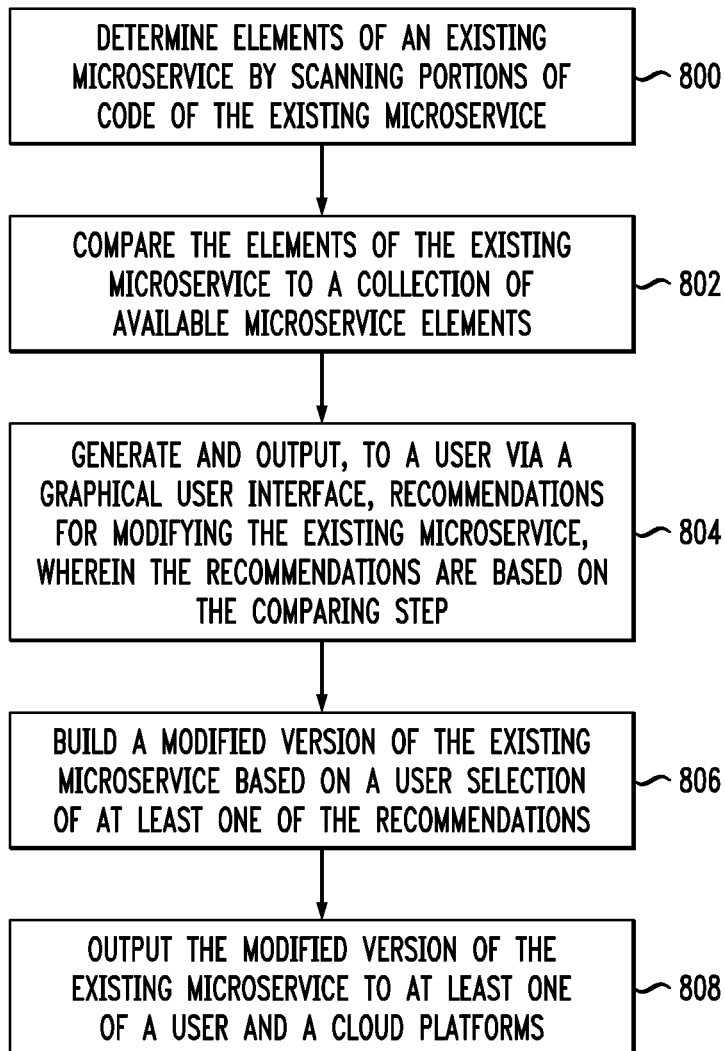 DETERMINE ELEMENTS OF AN EXISTING
MICROSERVICE BY SCANNING PORTIONS OF
CODE OF THE EXISTING MICROSERVICE
800
COMPARE THE ELEMENTS OF THE EXISTING
MICROSERVICE TO A COLLECTION OF
AVAILABLE MICROSERVICE ELEMENTS
802
GENERATE AND OUTPUT, TO A USER VIA A
GRAPHICAL USER INTERFACE, RECOMMENDATIONS
FOR MODIFYING THE EXISTING MICROSERVICE,
WHEREIN THE RECOMMENDATIONS ARE BASED ON
THE COMPARING STEP
804
BUILD A MODIFIED VERSION OF THE EXISTING
MICROSERVICE BASED ON A USER SELECTION
OF AT LEAST ONE OF THE RECOMMENDATIONS
806
OUTPUT THE MODIFIED VERSION OF THE
EXISTING MICROSERVICE TO AT LEAST ONE
OF A USER AND A CLOUD PLATFORMS
808